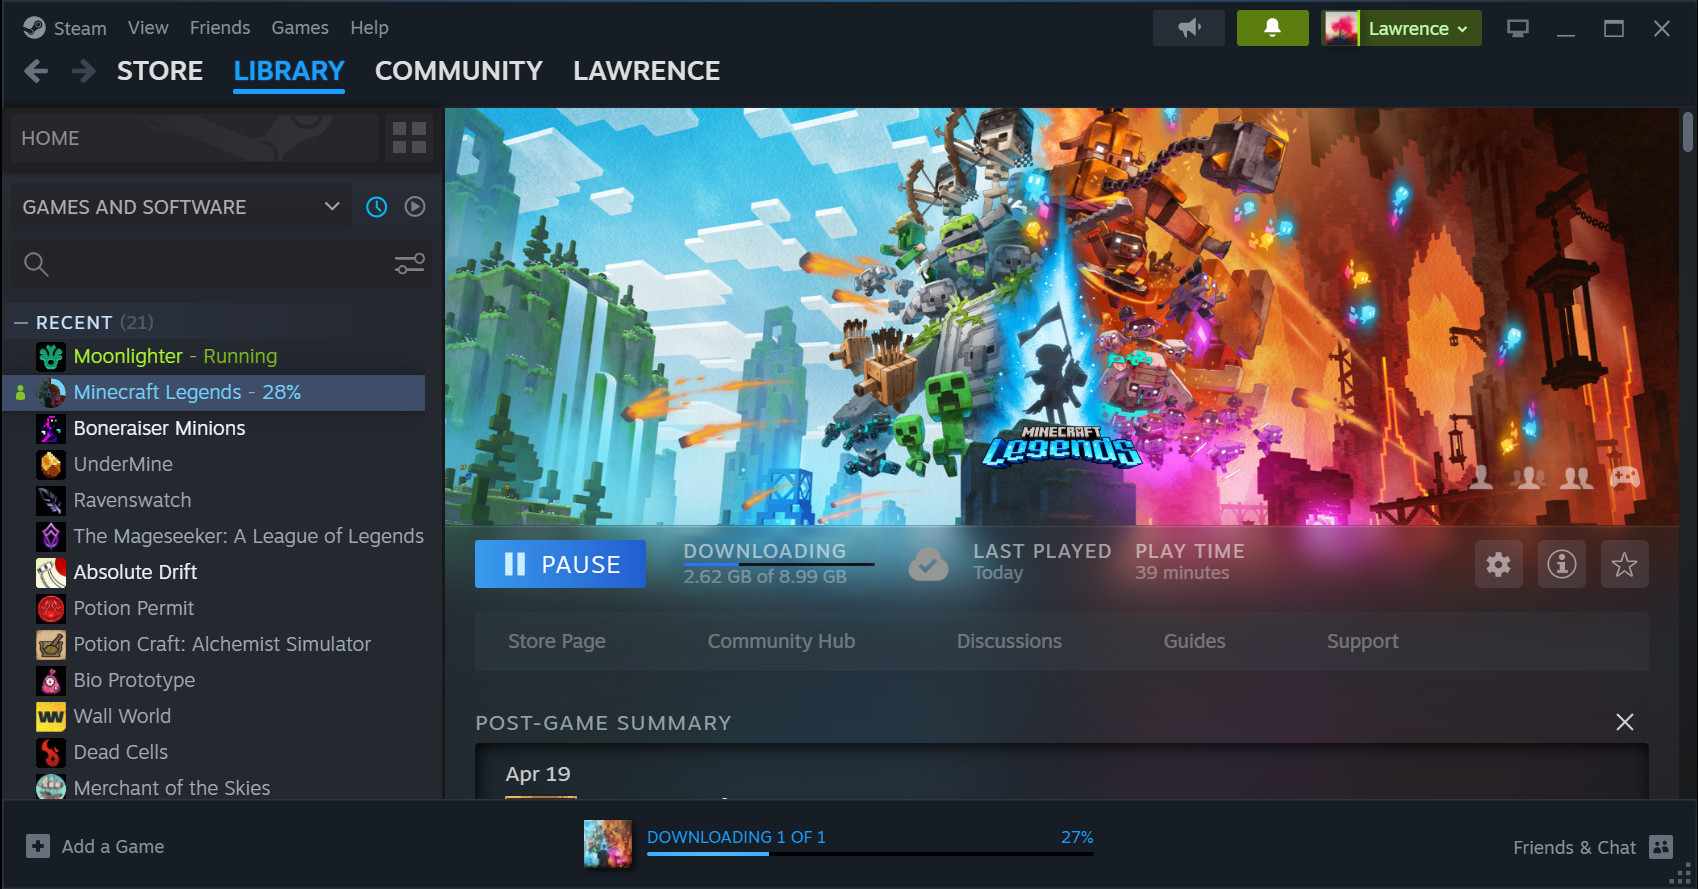 Steam View Friends Games Help
Lawrence
STORE LIBRARY COMMUNITY LAWRENCE
HOME
GAMES AND SOFTWARE
RECENT (21)
Moonlighter - Running
Minecraft Legends - 28%
Boneraiser Minions
UnderMine
Ravenswatch
The Mageseeker: A League of Legends
Absolute Drift
Potion Permit
Potion Craft: Alchemist Simulator
Bio Prototype
Wall World
Dead Cells
Merchant of the Skies
MINECRAFT
Legends
PAUSE
DOWNLOADING
2.62 GB of 8.99 GB
LAST PLAYED
Today
PLAY TIME
39 minutes
Store Page Community Hub Discussions Guides Support
POST-GAME SUMMARY
Apr 19
Add a Game
DOWNLOADING 1 OF 1 27%
Friends & Chat